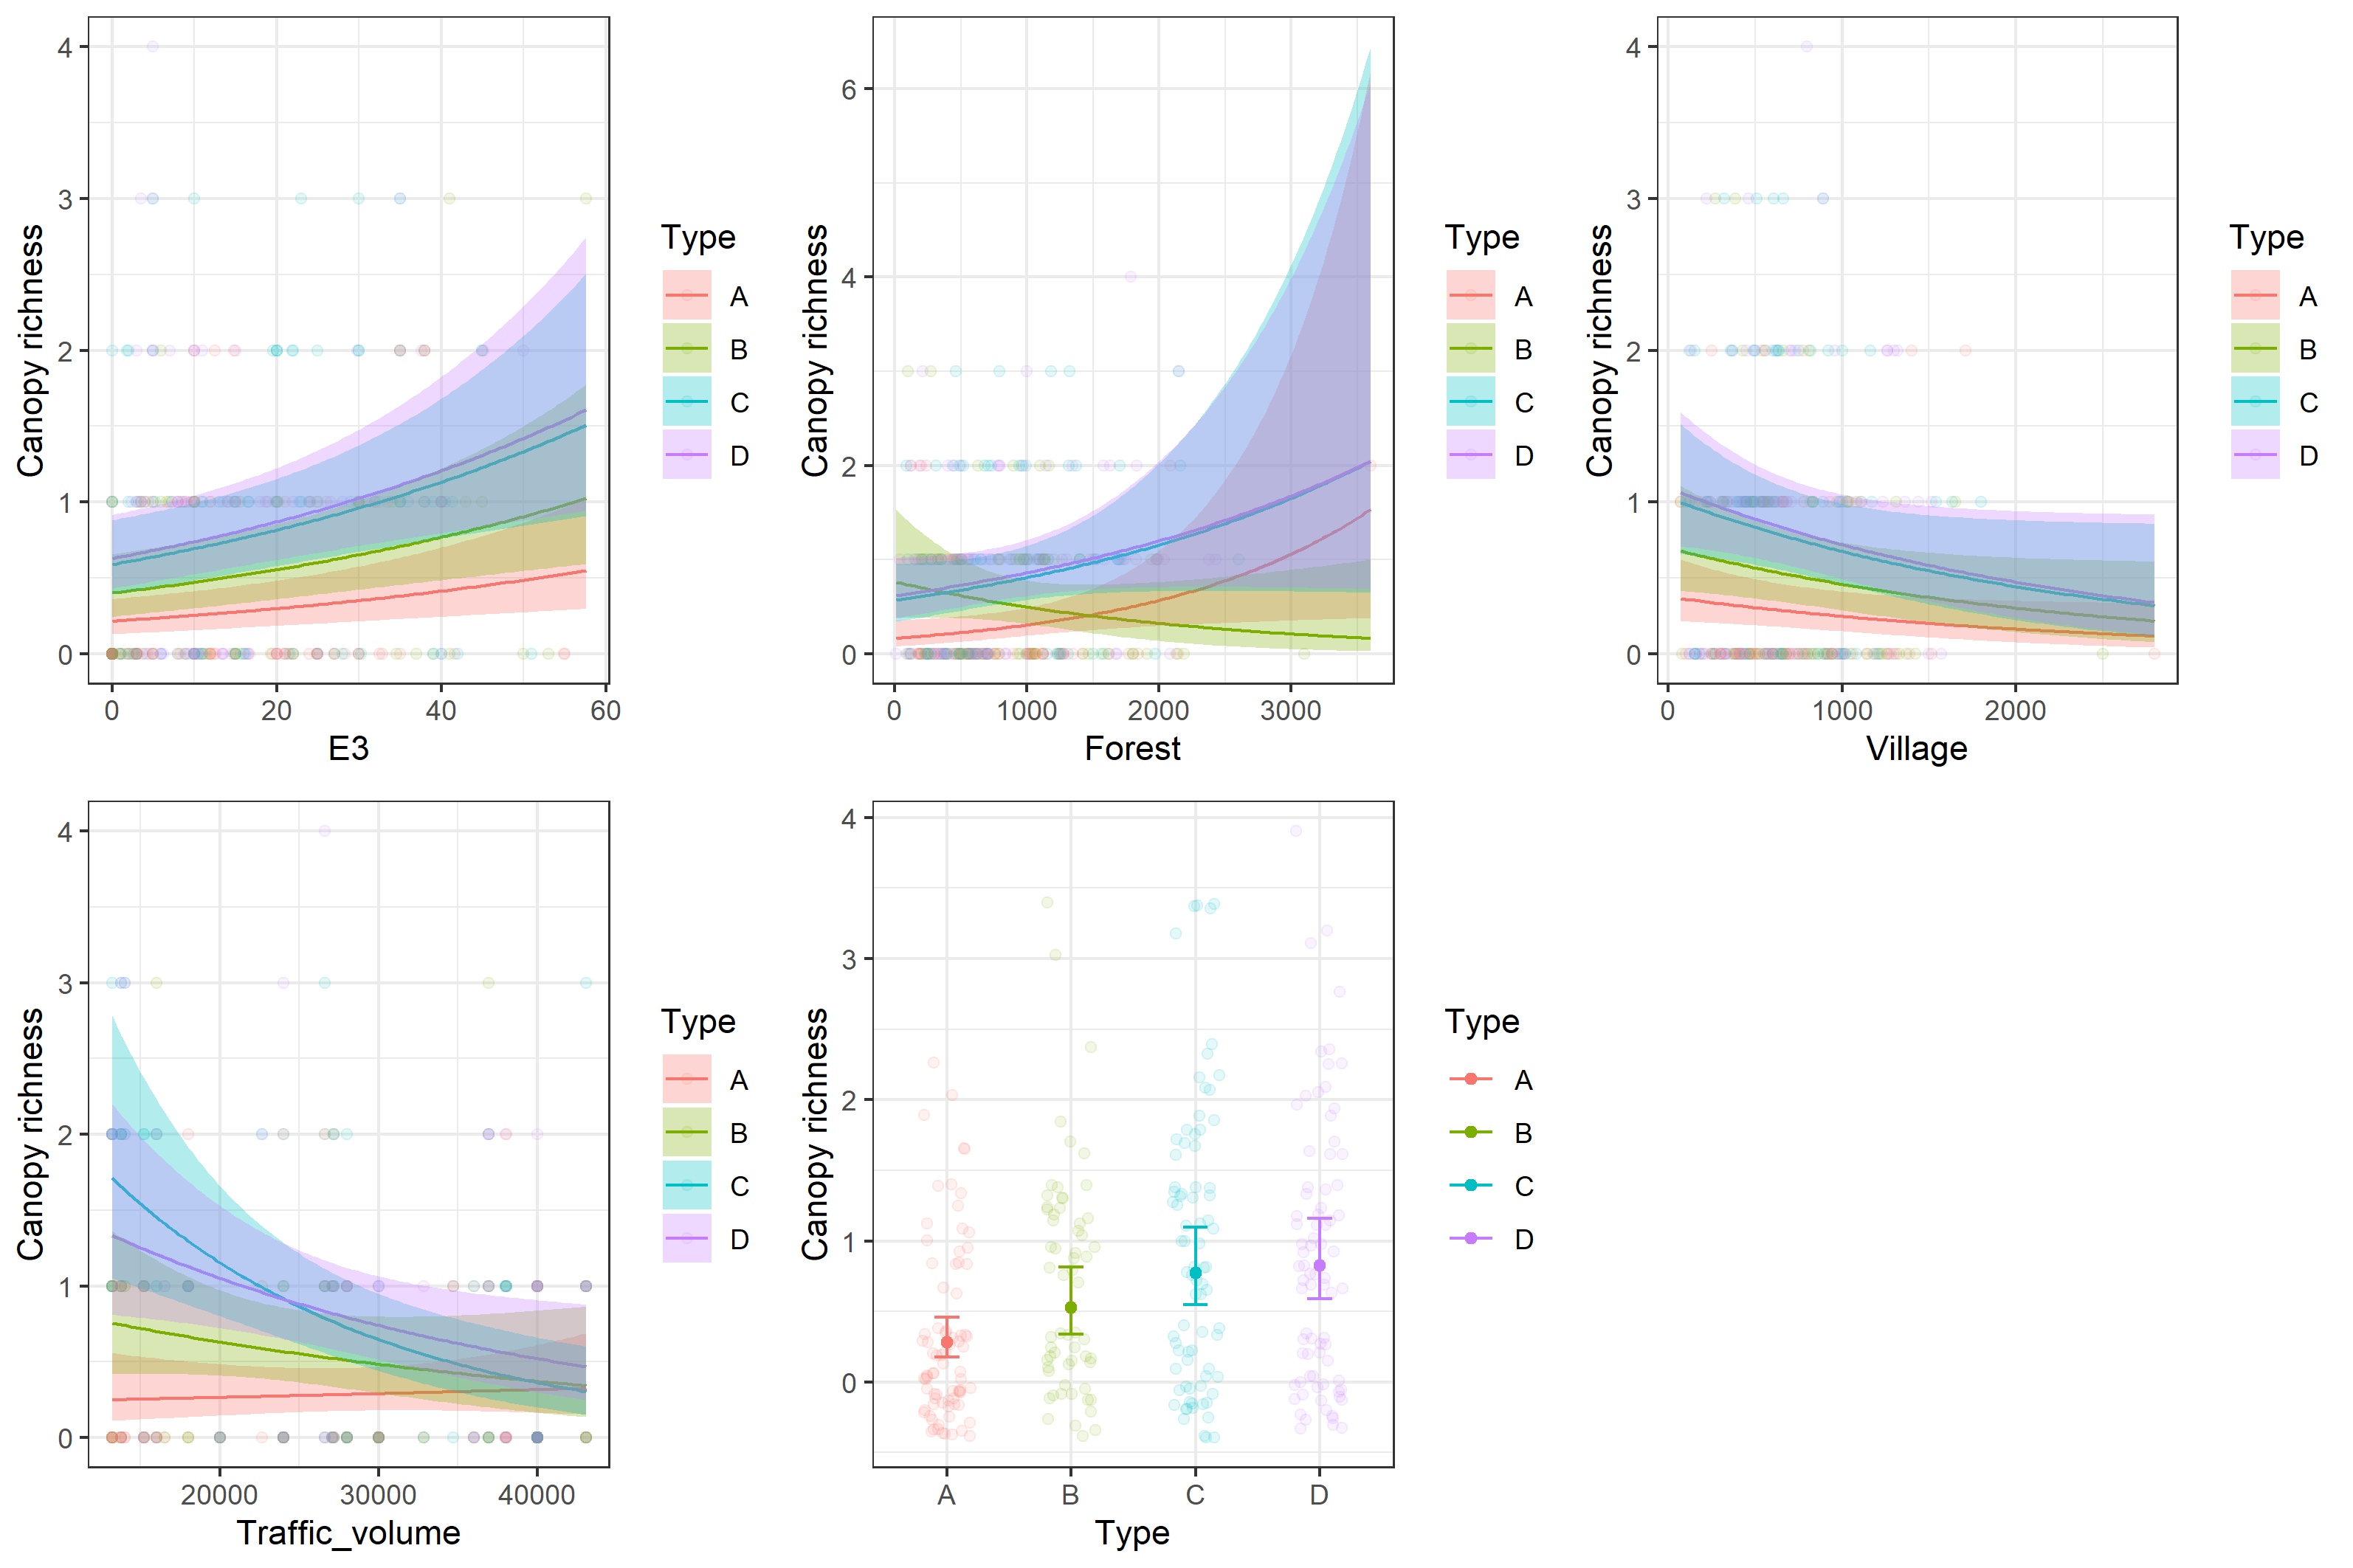 Canopy richness
4
3
2
1
0
0 20 40 60
E3
Type
A
B
C
D
Canopy richness
6
4
2
0
0 1000 2000 3000
Forest
Type
A
B
C
D
Canopy richness
4
3
2
1
0
0 1000 2000
Village
Type
A
B
C
D
Canopy richness
4
3
2
1
0
20000 30000 40000
Traffic_volume
Type
A
B
C
D
Canopy richness
4
3
2
1
0
A B C D
Type
Type
A
B
C
D